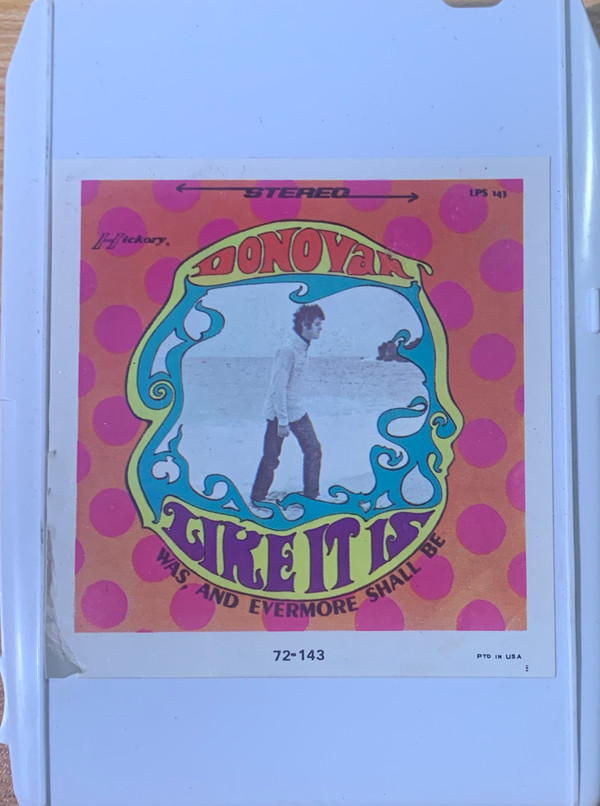 STEREO
LPS 143
Hickory.
DONOVAN
LIKE IT IS
WAS, AND EVERMORE SHALL BE
72-143
PTD IN USA